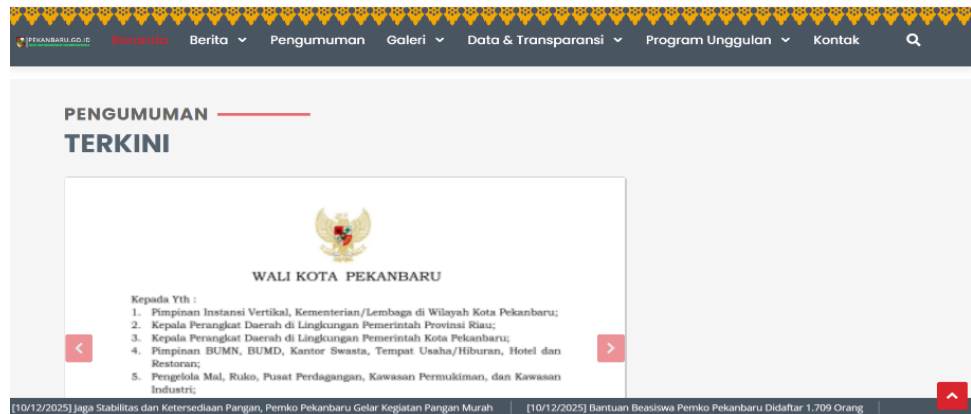 PEKANBARU.GO.ID
Beranda Berita Pengumuman Galeri Data & Transparansi Program Unggulan Kontak
PENGUMUMAN
TERKINI
WALI KOTA PEKANBARU
Kepada Yth :
1. Pimpinan Instansi Vertikal, Kementerian/Lembaga di Wilayah Kota Pekanbaru;
2. Kepala Perangkat Daerah di Lingkungan Pemerintah Provinsi Riau;
3. Kepala Perangkat Daerah di Lingkungan Pemerintah Kota Pekanbaru;
4. Pimpinan BUMN, BUMD, Kantor Swasta, Tempat Usaha/Hiburan, Hotel dan
Restoran;
5. Pengelola Mal, Ruko, Pusat Perdagangan, Kawasan Permukiman, dan Kawasan
Industri;
[10/12/2025] Jaga Stabilitas dan Ketersediaan Pangan, Pemko Pekanbaru Gelar Kegiatan Pangan Murah [10/12/2025] Bantuan Beasiswa Pemko Pekanbaru Didaftar 1.709 Orang